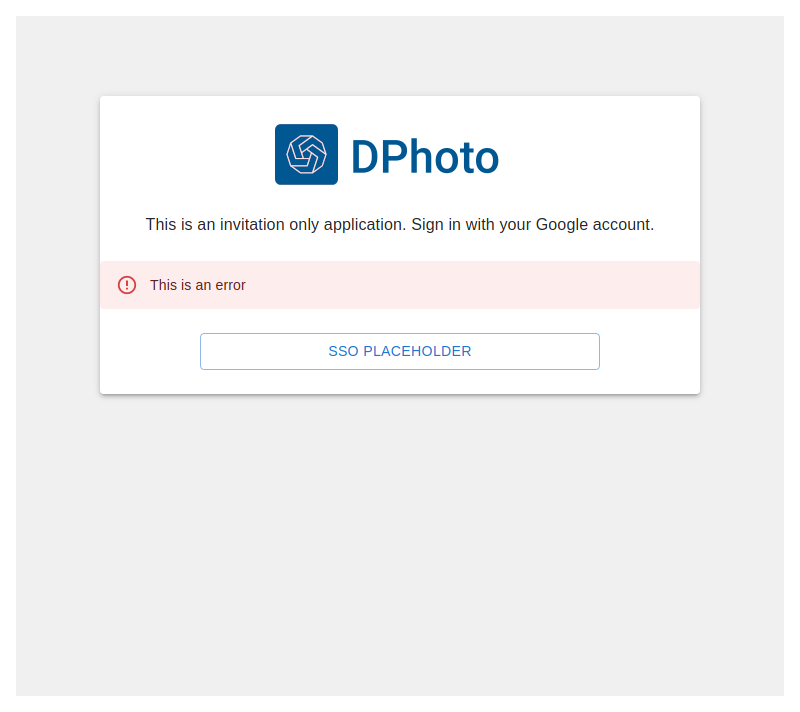 DPhoto
This is an invitation only application. Sign in with your Google account.
This is an error
SSO PLACEHOLDER